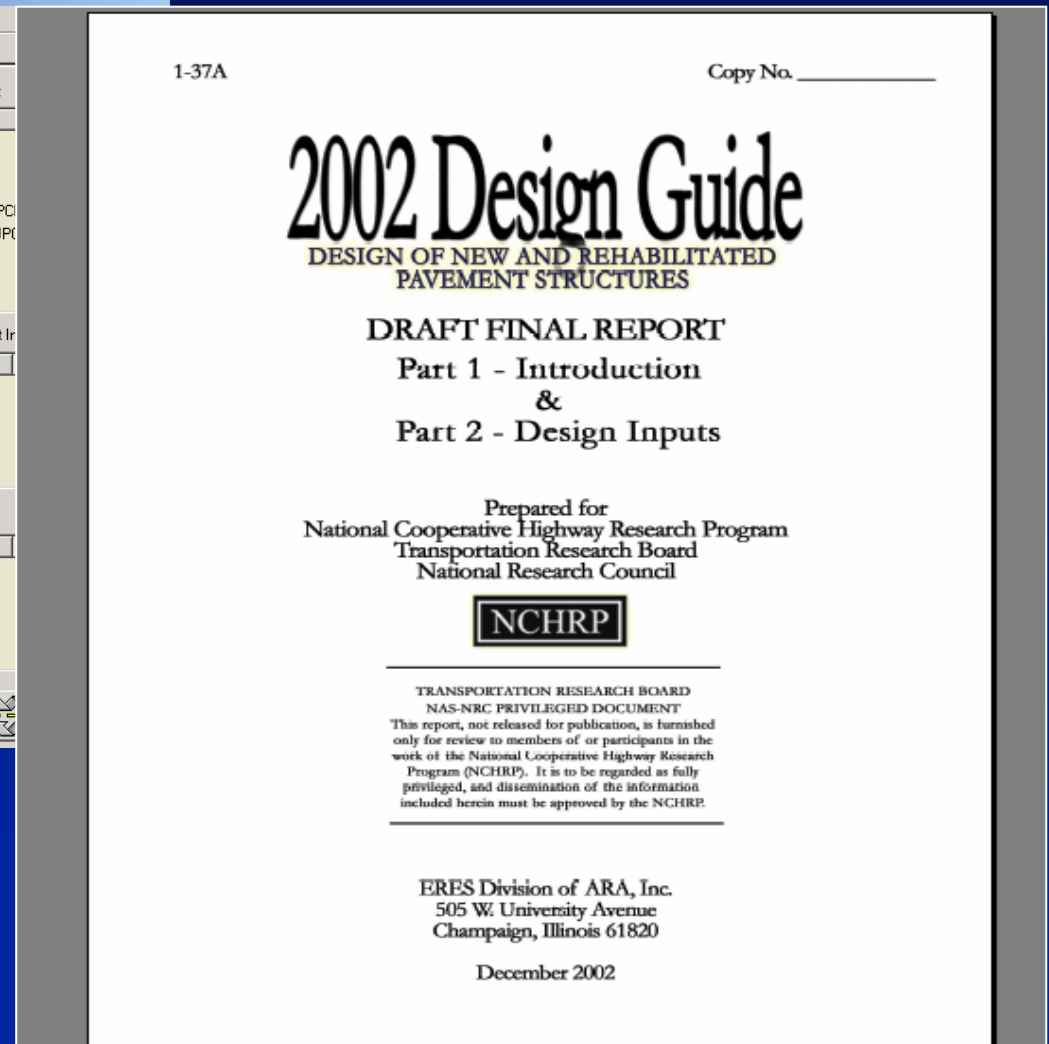 1-37A
Copy No.
2002 Design Guide
DESIGN OF NEW AND REHABILITATED
PAVEMENT STRUCTURES
DRAFT FINAL REPORT
Part 1 - Introduction
&
Part 2 - Design Inputs
Prepared for
National Cooperative Highway Research Program
Transportation Research Board
National Research Council
NCHRP
TRANSPORTATION RESEARCH BOARD
NAS-NRC PRIVILEGED DOCUMENT
This report, not released for publication, is furnished
only for review to members of or participants in the
work of the National Cooperative Highway Research
Program (NCHRP). It is to be regarded as fully
privileged, and dissemination of the information
included herein must be approved by the NCHRP.
ERES Division of ARA, Inc.
505 W. University Avenue
Champaign, Illinois 61820
December 2002